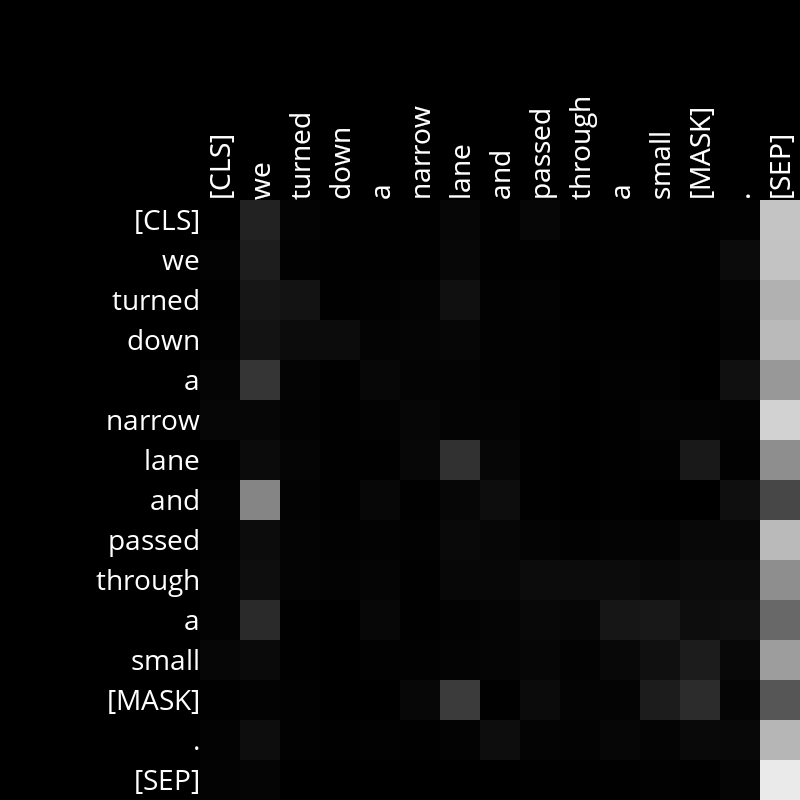 [CLS] we turned down a narrow lane and passed through a small [MASK] . [SEP]
[CLS]
we
turned
down
a
narrow
lane
and
passed
through
a
small
[MASK]
.
[SEP]